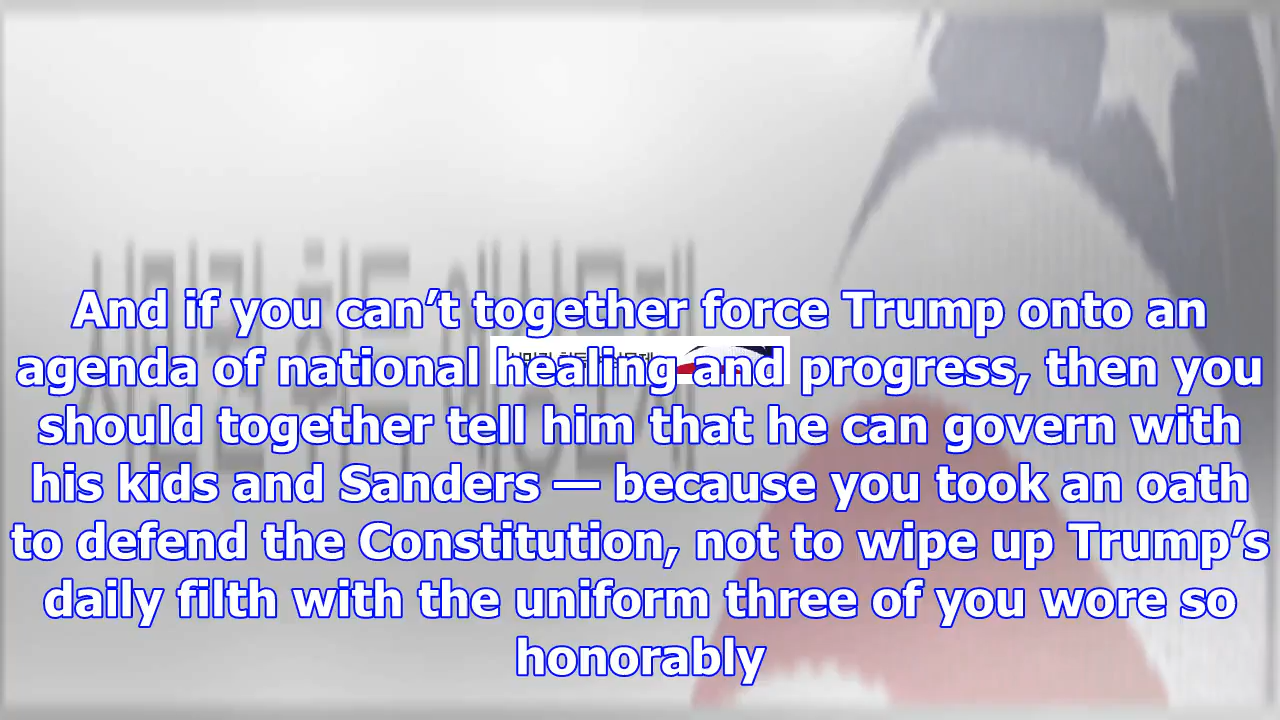 And if you can’t together force Trump onto an
agenda of national healing and progress, then you
should together tell him that he can govern with
his kids and Sanders — because you took an oath
to defend the Constitution, not to wipe up Trump’s
daily filth with the uniform three of you wore so
honorably